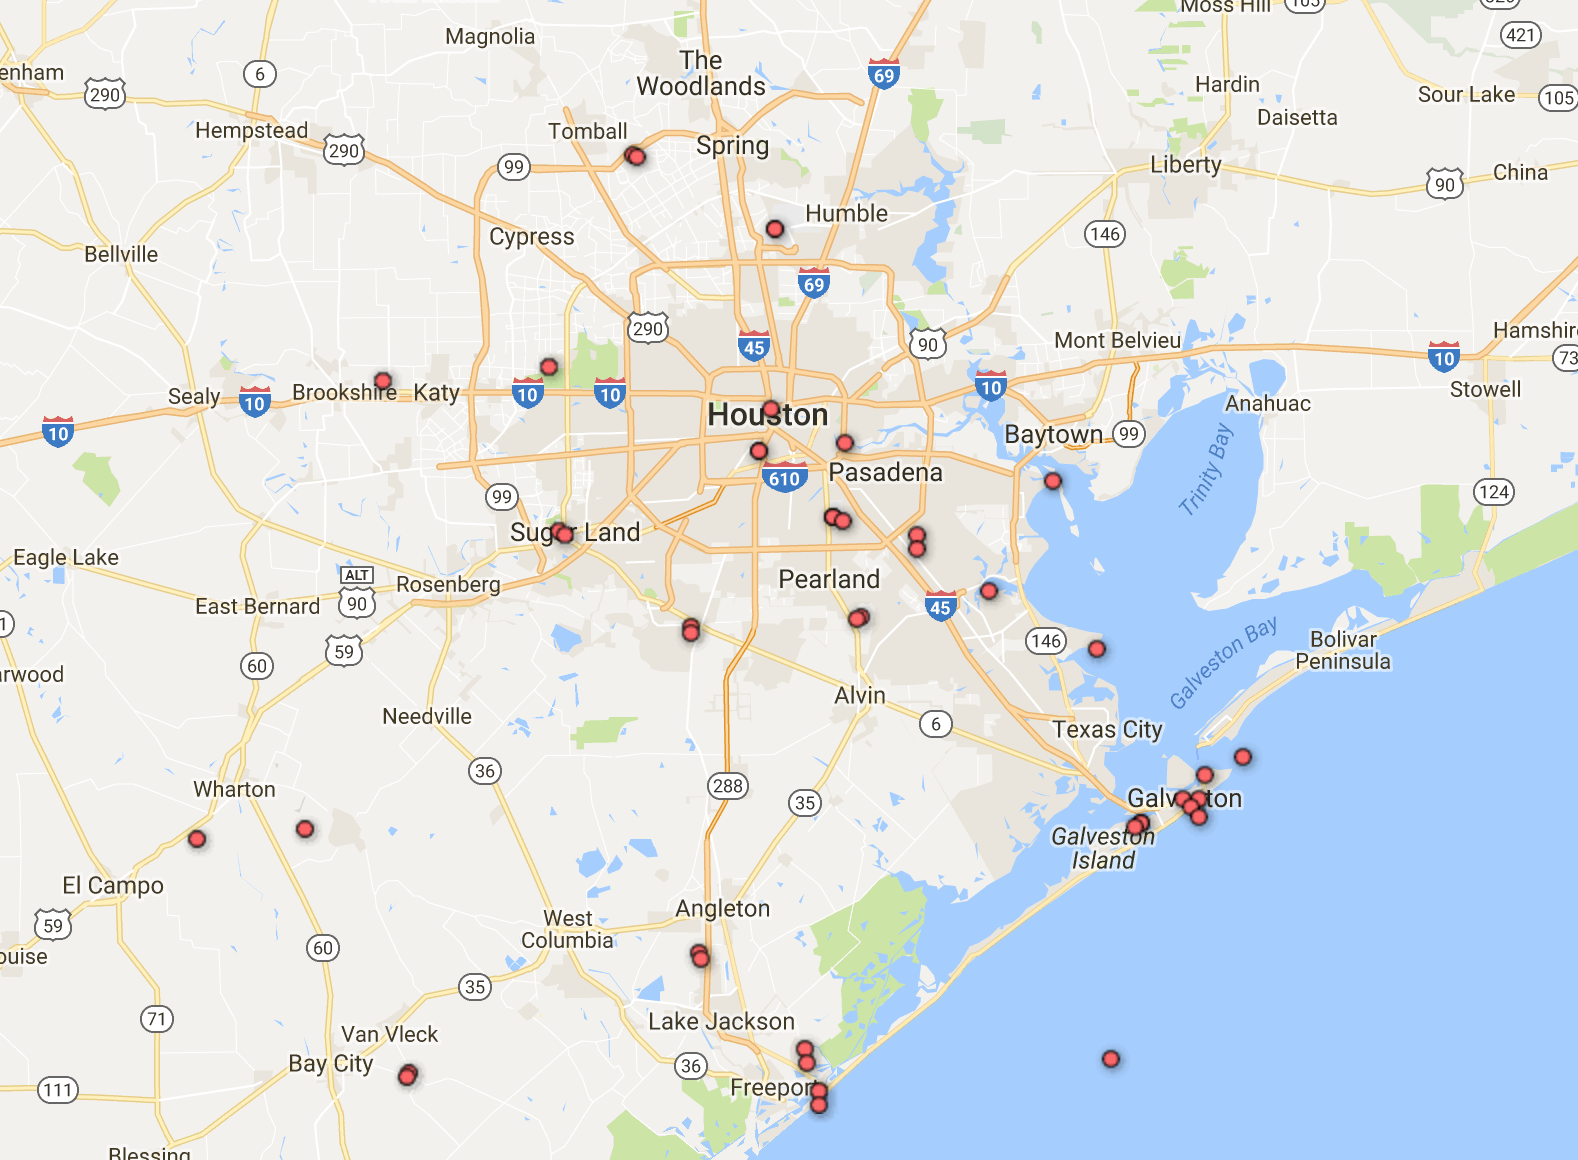 Moss Hill
105
421
Magnolia
The
Woodlands
69
enham
6
290
Hardin
Sour Lake
105
Daisetta
Hempstead
290
Tomball
Spring
99
Liberty
China
90
Humble
146
Cypress
Bellville
69
290
45
90
Mont Belvieu
Hamshire
10
73
Sealy
10
Brookshire
Katy
10
10
10
Stowell
Anahuac
Houston
10
Baytown
99
Trinity Bay
610
Pasadena
99
124
Sugar Land
Eagle Lake
ALT
90
Rosenberg
Pearland
East Bernard
45
59
146
Galveston Bay
Bolivar
Peninsula
60
arwood
Alvin
Needville
6
Texas City
36
288
35
Wharton
Galveston
Galveston
Island
El Campo
59
Angleton
West
Columbia
60
ouise
35
71
Van Vleck
Lake Jackson
Bay City
36
Freeport
111
Blessing